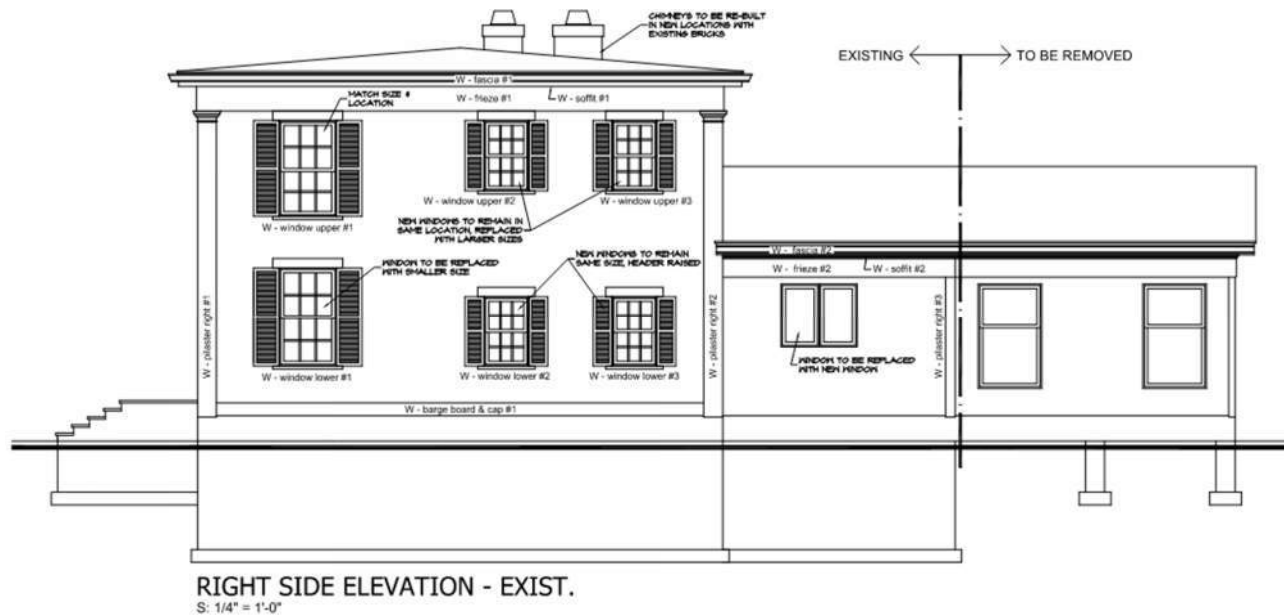 CHIMNEYS TO BE RE-BUILT
IN NEW LOCATIONS WITH
EXISTING BRICKS
EXISTING
TO BE REMOVED
W - fascia #1
W - frieze #1
W - soffit #1
MATCH SIZE &
LOCATION
W - window upper #1
W - window upper #2
W - window upper #3
NEW WINDOWS TO REMAIN IN
SAME LOCATION, REPLACED
WITH LARGER SIZES
WINDOW TO BE REPLACED
WITH SMALLER SIZE
NEW WINDOWS TO REMAIN
SAME SIZE, HEADER RAISED
W - fascia #2
W - frieze #2
W - soffit #2
W - pilaster right #1
W - pilaster right #2
W - pilaster right #3
WINDOW TO BE REPLACED
WITH NEW WINDOW
W - window lower #1
W - window lower #2
W - window lower #3
W - barge board & cap #1
RIGHT SIDE ELEVATION - EXIST.
S: 1/4" = 1'-0"